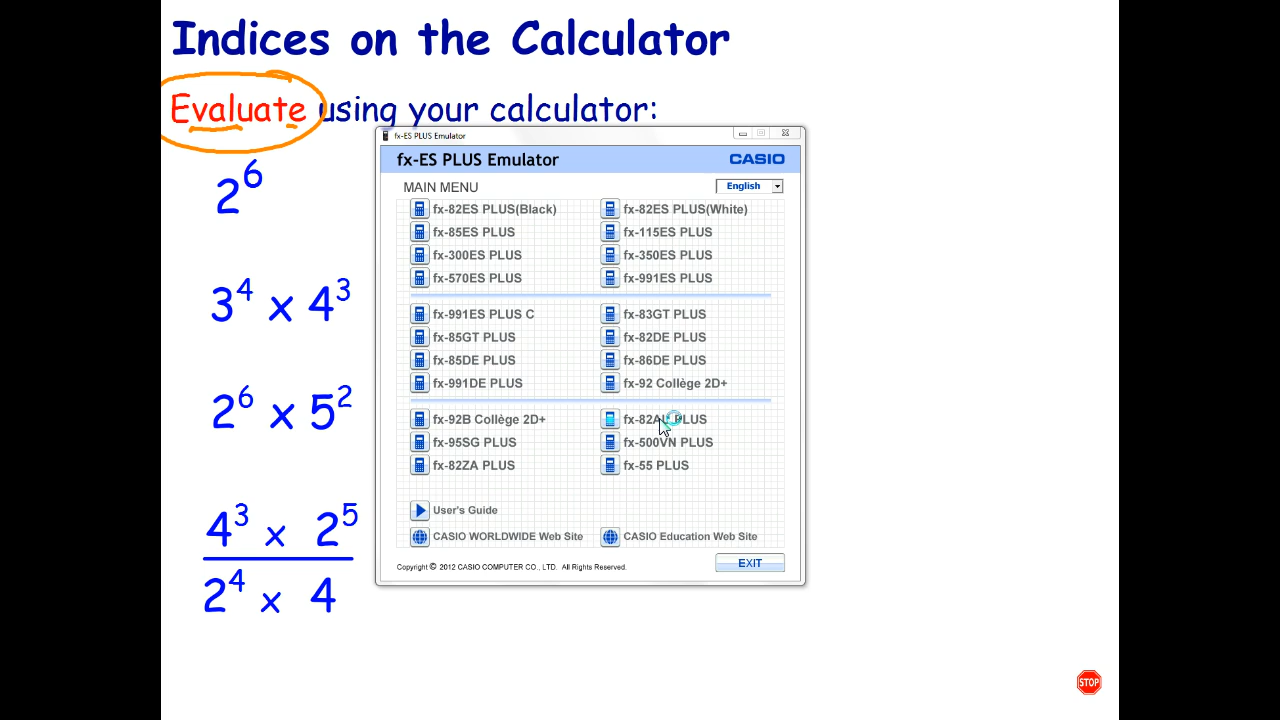 Indices on the Calculator
Evaluate using your calculator:
2⁶
3⁴ x 4³
2⁶ x 5²
4³ x 2⁵
2⁴ x 4
fx-ES PLUS Emulator
fx-ES PLUS Emulator CASIO
MAIN MENU English
fx-82ES PLUS(Black) fx-82ES PLUS(White)
fx-85ES PLUS fx-115ES PLUS
fx-300ES PLUS fx-350ES PLUS
fx-570ES PLUS fx-991ES PLUS
fx-991ES PLUS C fx-83GT PLUS
fx-85GT PLUS fx-82DE PLUS
fx-85DE PLUS fx-86DE PLUS
fx-991DE PLUS fx-92 Collège 2D+
fx-92B Collège 2D+ fx-82AU PLUS
fx-95SG PLUS fx-500VN PLUS
fx-82ZA PLUS fx-55 PLUS
User's Guide
CASIO WORLDWIDE Web Site CASIO Education Web Site
Copyright © 2012 CASIO COMPUTER CO., LTD. All Rights Reserved. EXIT
STOP